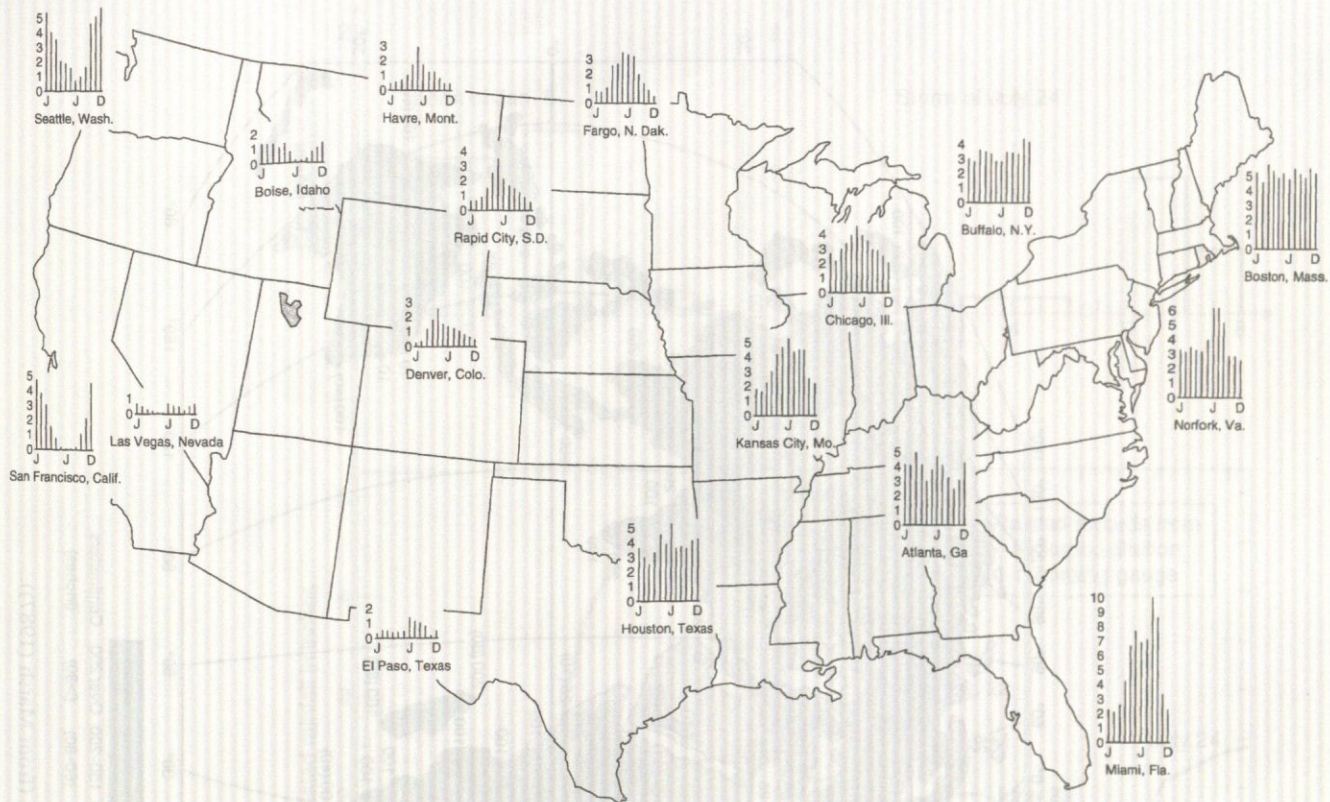 5
4
3
2
1
0
J J D
Seattle, Wash.
3
2
1
0
J J D
Havre, Mont.
3
2
1
0
J J D
Fargo, N. Dak.
2
1
0
J J D
Boise, Idaho
4
3
2
1
0
J J D
Rapid City, S.D.
4
3
2
1
0
J J D
Buffalo, N.Y.
5
4
3
2
1
0
J J D
Boston, Mass.
4
3
2
1
0
J J D
Chicago, Ill.
3
2
1
0
J J D
Denver, Colo.
6
5
4
3
2
1
0
J J D
Norfork, Va.
5
4
3
2
1
0
J J D
Kansas City, Mo.
1
0
J J D
Las Vegas, Nevada
5
4
3
2
1
0
J J D
San Francisco, Calif.
5
4
3
2
1
0
J J D
Atlanta, Ga
5
4
3
2
1
0
J J D
Houston, Texas
2
1
0
J J D
El Paso, Texas
10
9
8
7
6
5
4
3
2
1
0
J J D
Miami, Fla.